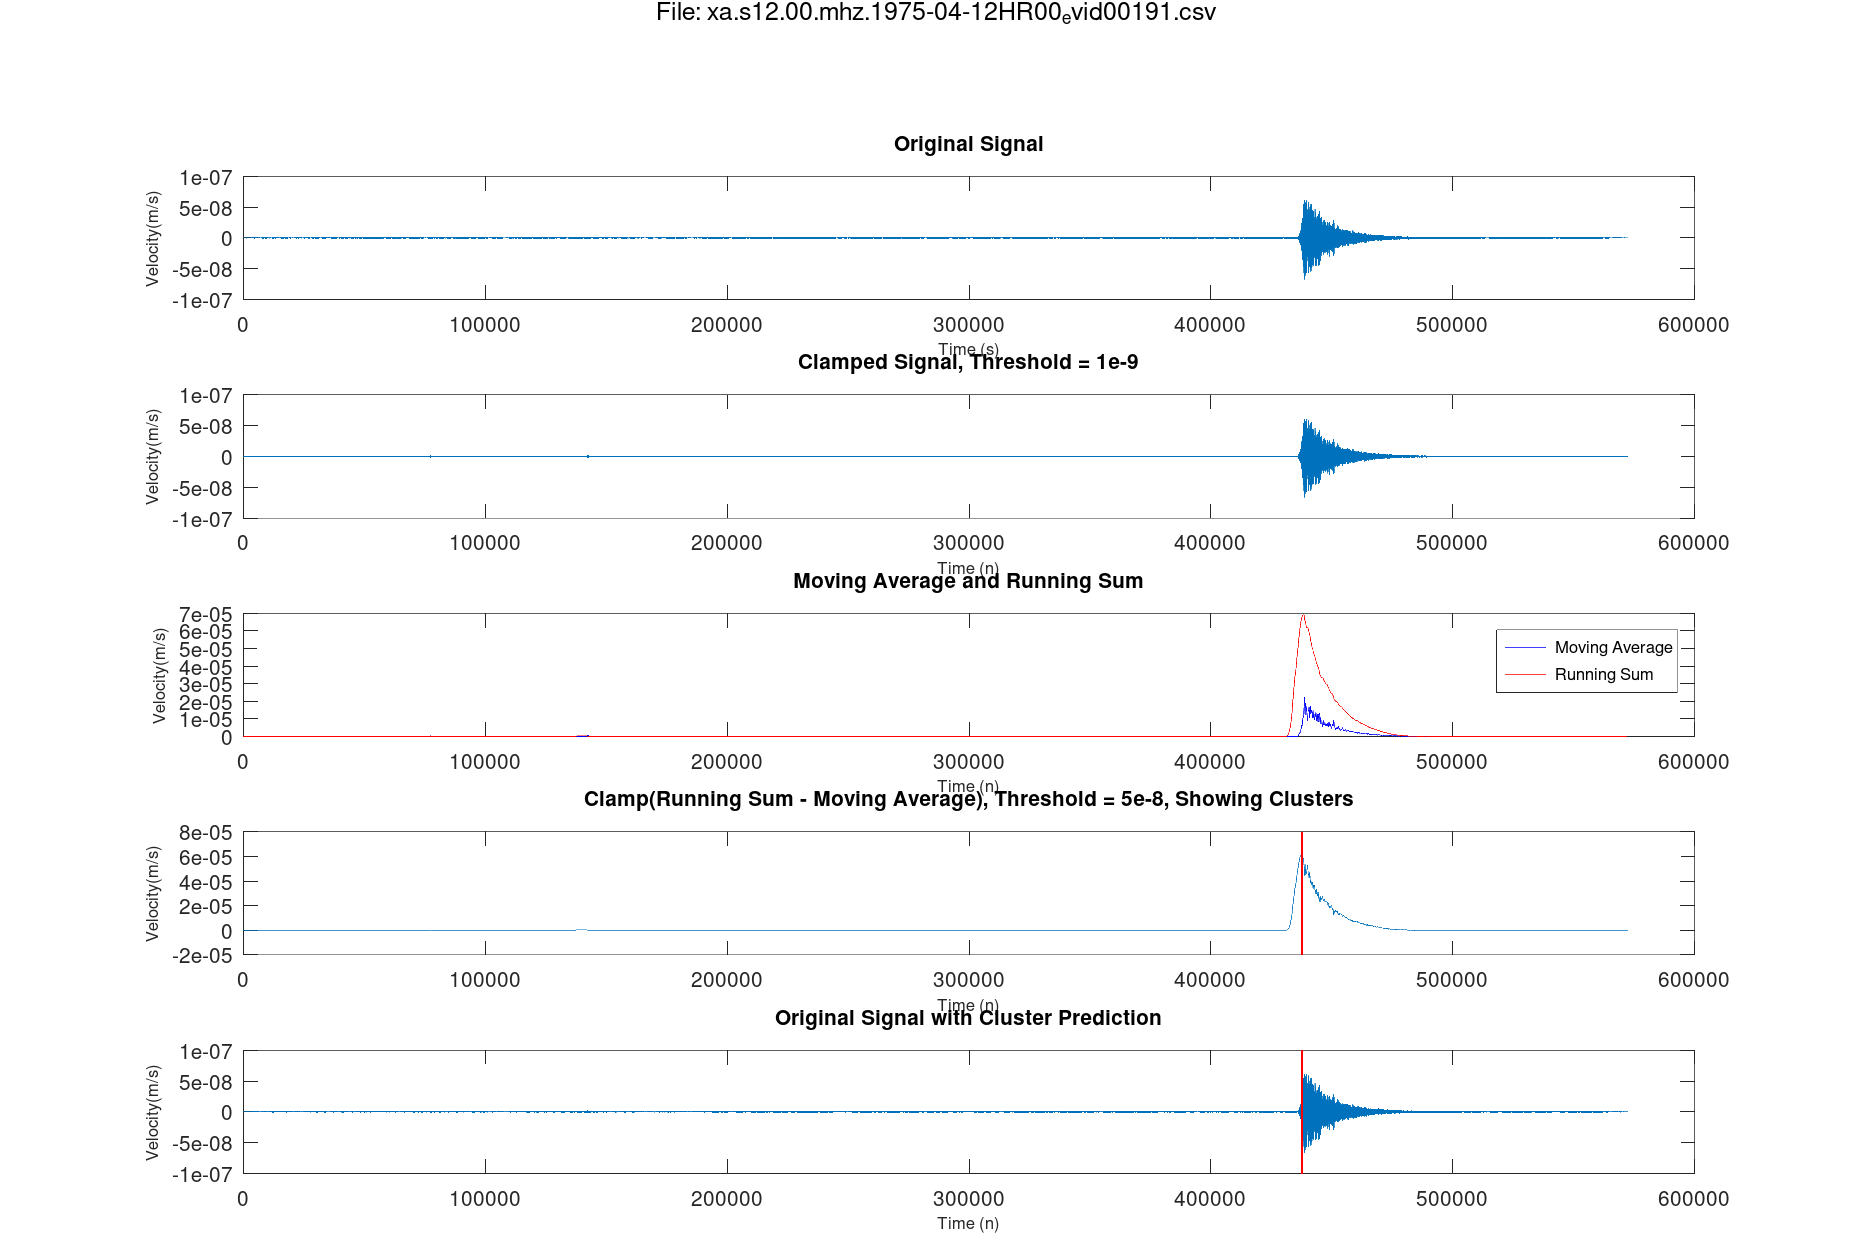 File: xa.s12.00.mhz.1975-04-12HR00evid00191.csv
Original Signal
Velocity(m/s)
1e-07
5e-08
0
-5e-08
-1e-07
0 100000 200000 300000 400000 500000 600000
Time (s)
Clamped Signal, Threshold = 1e-9
Velocity(m/s)
1e-07
5e-08
0
-5e-08
-1e-07
0 100000 200000 300000 400000 500000 600000
Time (n)
Moving Average and Running Sum
Velocity(m/s)
7e-05
6e-05
5e-05
4e-05
3e-05
2e-05
1e-05
0
Moving Average
Running Sum
0 100000 200000 300000 400000 500000 600000
Time (n)
Clamp(Running Sum - Moving Average), Threshold = 5e-8, Showing Clusters
Velocity(m/s)
8e-05
6e-05
4e-05
2e-05
0
-2e-05
0 100000 200000 300000 400000 500000 600000
Time (n)
Original Signal with Cluster Prediction
Velocity(m/s)
1e-07
5e-08
0
-5e-08
-1e-07
0 100000 200000 300000 400000 500000 600000
Time (n)